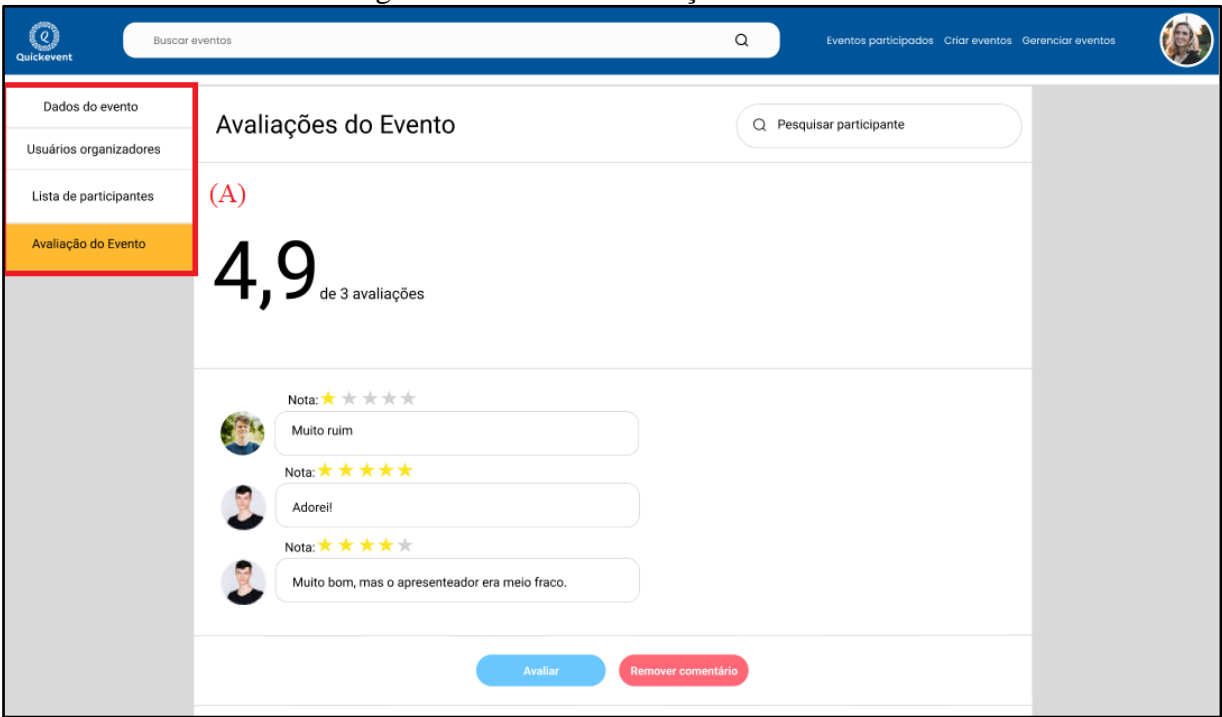 Quickevent
Buscar eventos
Eventos participados Criar eventos Gerenciar eventos
Dados do evento
Usuários organizadores
Lista de participantes
Avaliação do Evento
Avaliações do Evento
Pesquisar participante
(A)
4,9 de 3 avaliações
Nota:
Muito ruim
Nota:
Adorei!
Nota:
Muito bom, mas o apresenteador era meio fraco.
Avaliar
Remover comentário